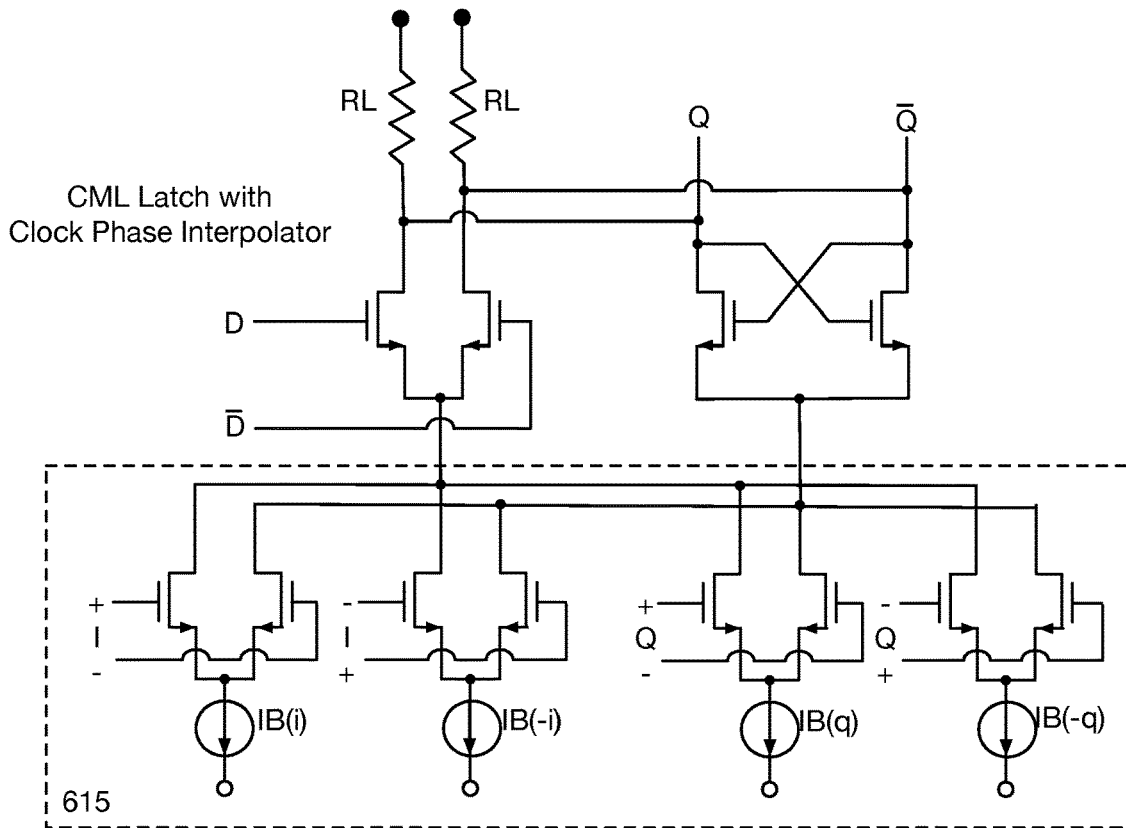 RL
RL
Q
Q̅
CML Latch with
Clock Phase Interpolator
D
D̅
+
I
-
-
I
+
+
Q
-
-
Q
+
IB(i)
IB(-i)
IB(q)
IB(-q)
615